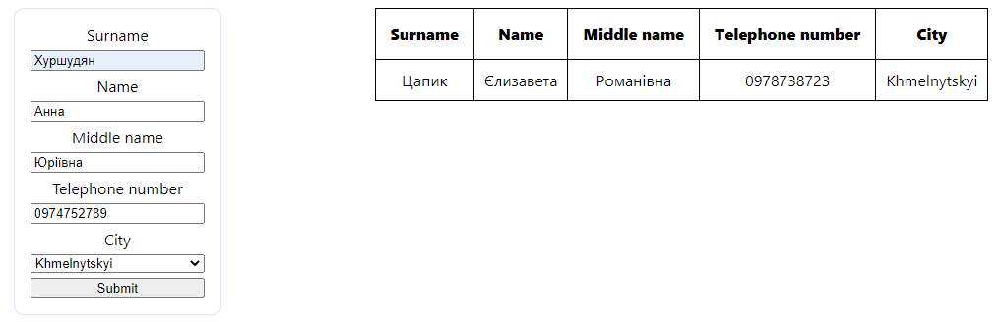 Surname
Хуршудян
Name
Анна
Middle name
Юріївна
Telephone number
0974752789
City
Khmelnytskyi
Submit
Surname Name Middle name Telephone number City
Цапик Єлизавета Романівна 0978738723 Khmelnytskyi